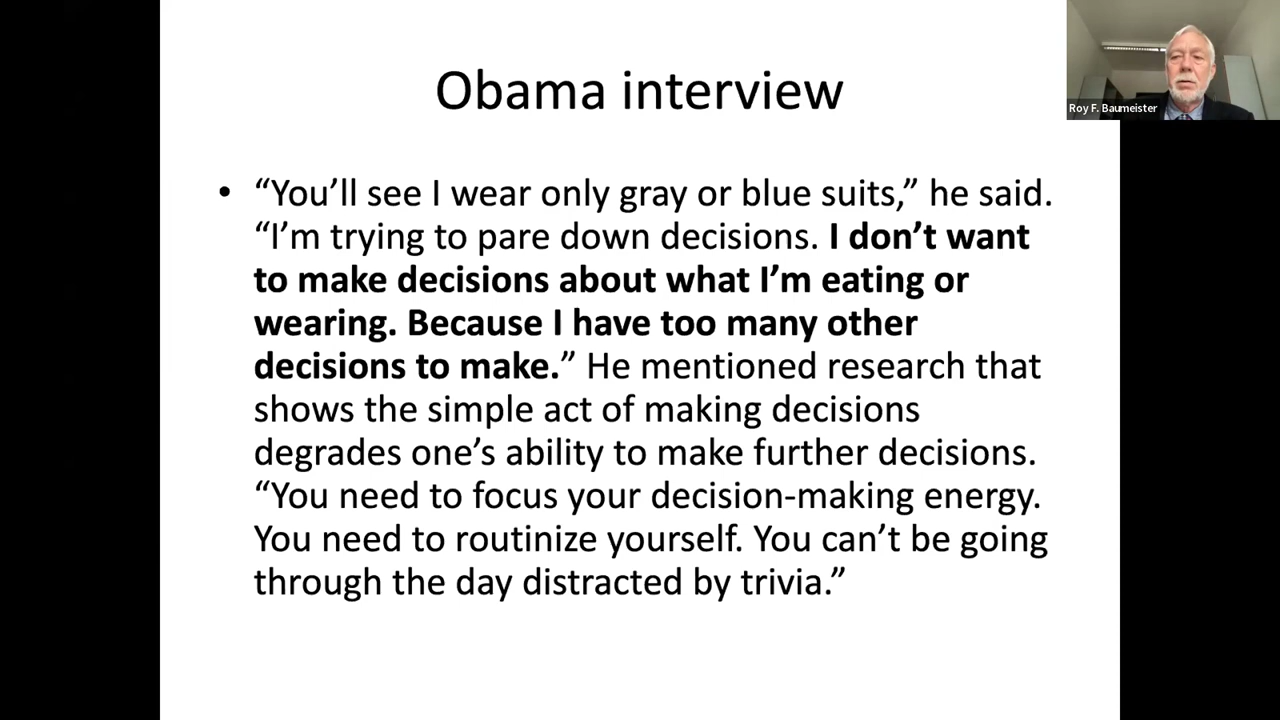 Obama interview
Roy F. Baumeister
• “You’ll see I wear only gray or blue suits,” he said.
“I’m trying to pare down decisions. I don’t want
to make decisions about what I’m eating or
wearing. Because I have too many other
decisions to make.” He mentioned research that
shows the simple act of making decisions
degrades one’s ability to make further decisions.
“You need to focus your decision-making energy.
You need to routinize yourself. You can’t be going
through the day distracted by trivia.”